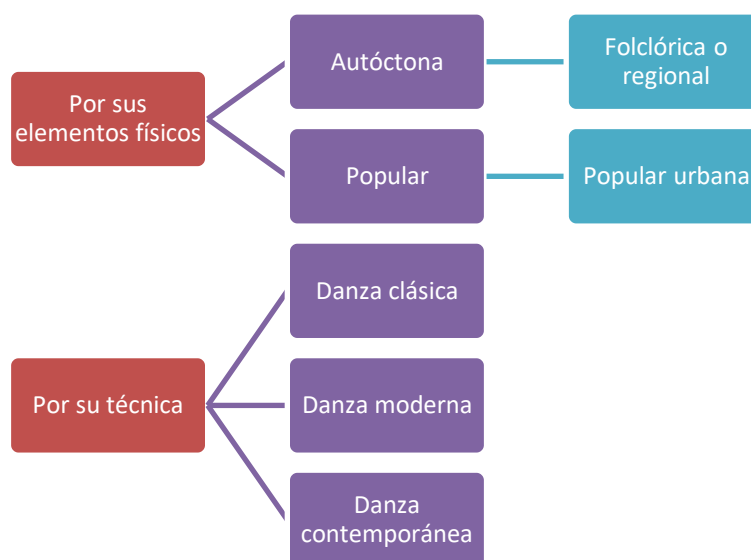 Por sus
elementos físicos
Autóctona
Folclórica o
regional
Popular
Popular urbana
Por su técnica
Danza clásica
Danza moderna
Danza
contemporánea